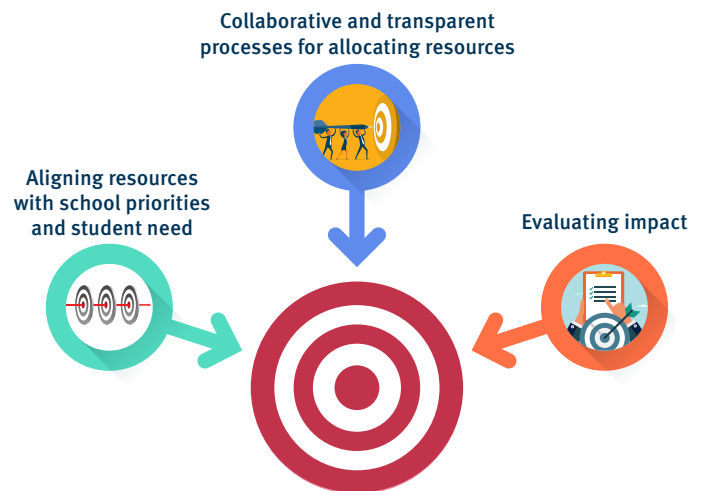 Collaborative and transparent
processes for allocating resources
Aligning resources
with school priorities
and student need
Evaluating impact